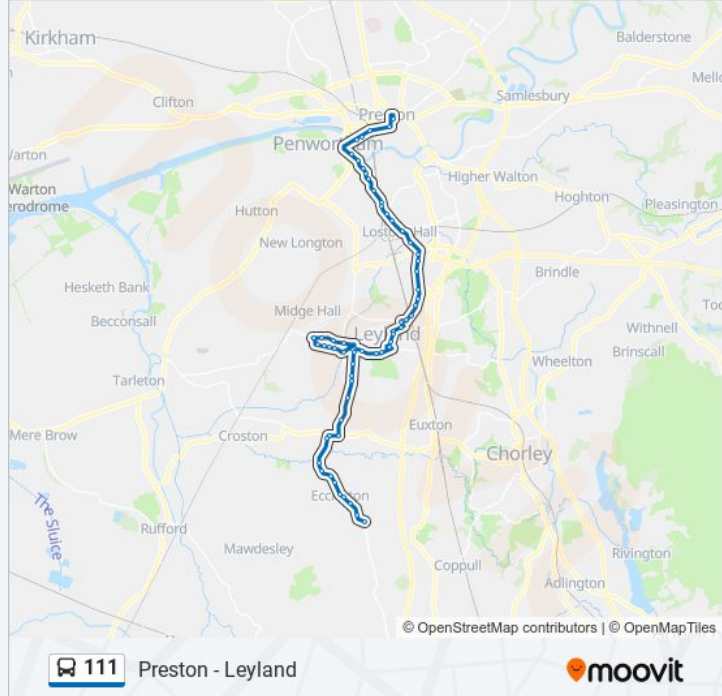 Kirkham
Balderstone
Mello
Clifton
Samlesbury
Preston
Penwortham
Warton
Higher Walton
Warton
erodrome
Hoghton
Pleasington
Hutton
Lostock Hall
New Longton
Brindle
Hesketh Bank
Midge Hall
Becconsall
Leyland
Withnell
Brinscall
Wheelton
Tarleton
Mere Brow
Croston
Euxton
Chorley
Eccleston
The Sluice
Rufford
Mawdesley
Rivington
Coppull
Adlington
© OpenStreetMap contributors | © OpenMapTiles
111 Preston - Leyland
moovit